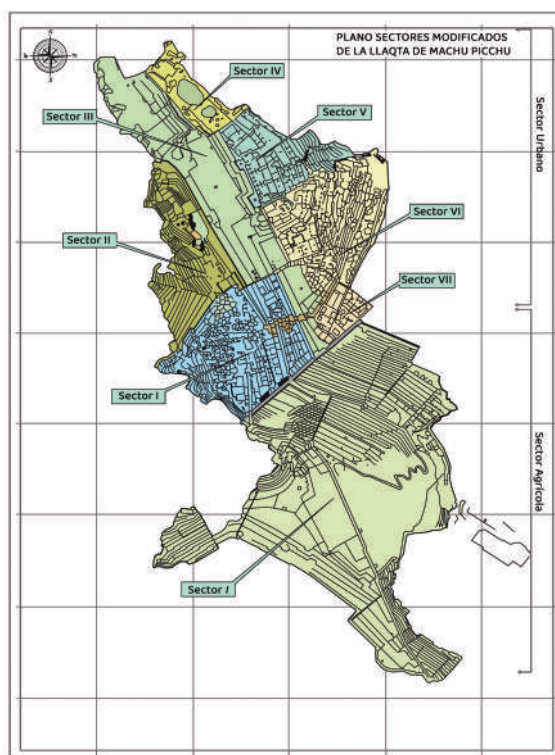 PLANO SECTORES MODIFICADOS
DE LA LLAQTA DE MACHU PICCHU
Sector IV
Sector III
Sector V
Sector Urbano
Sector VI
Sector II
Sector VII
Sector I
Sector Agrícola
Sector I